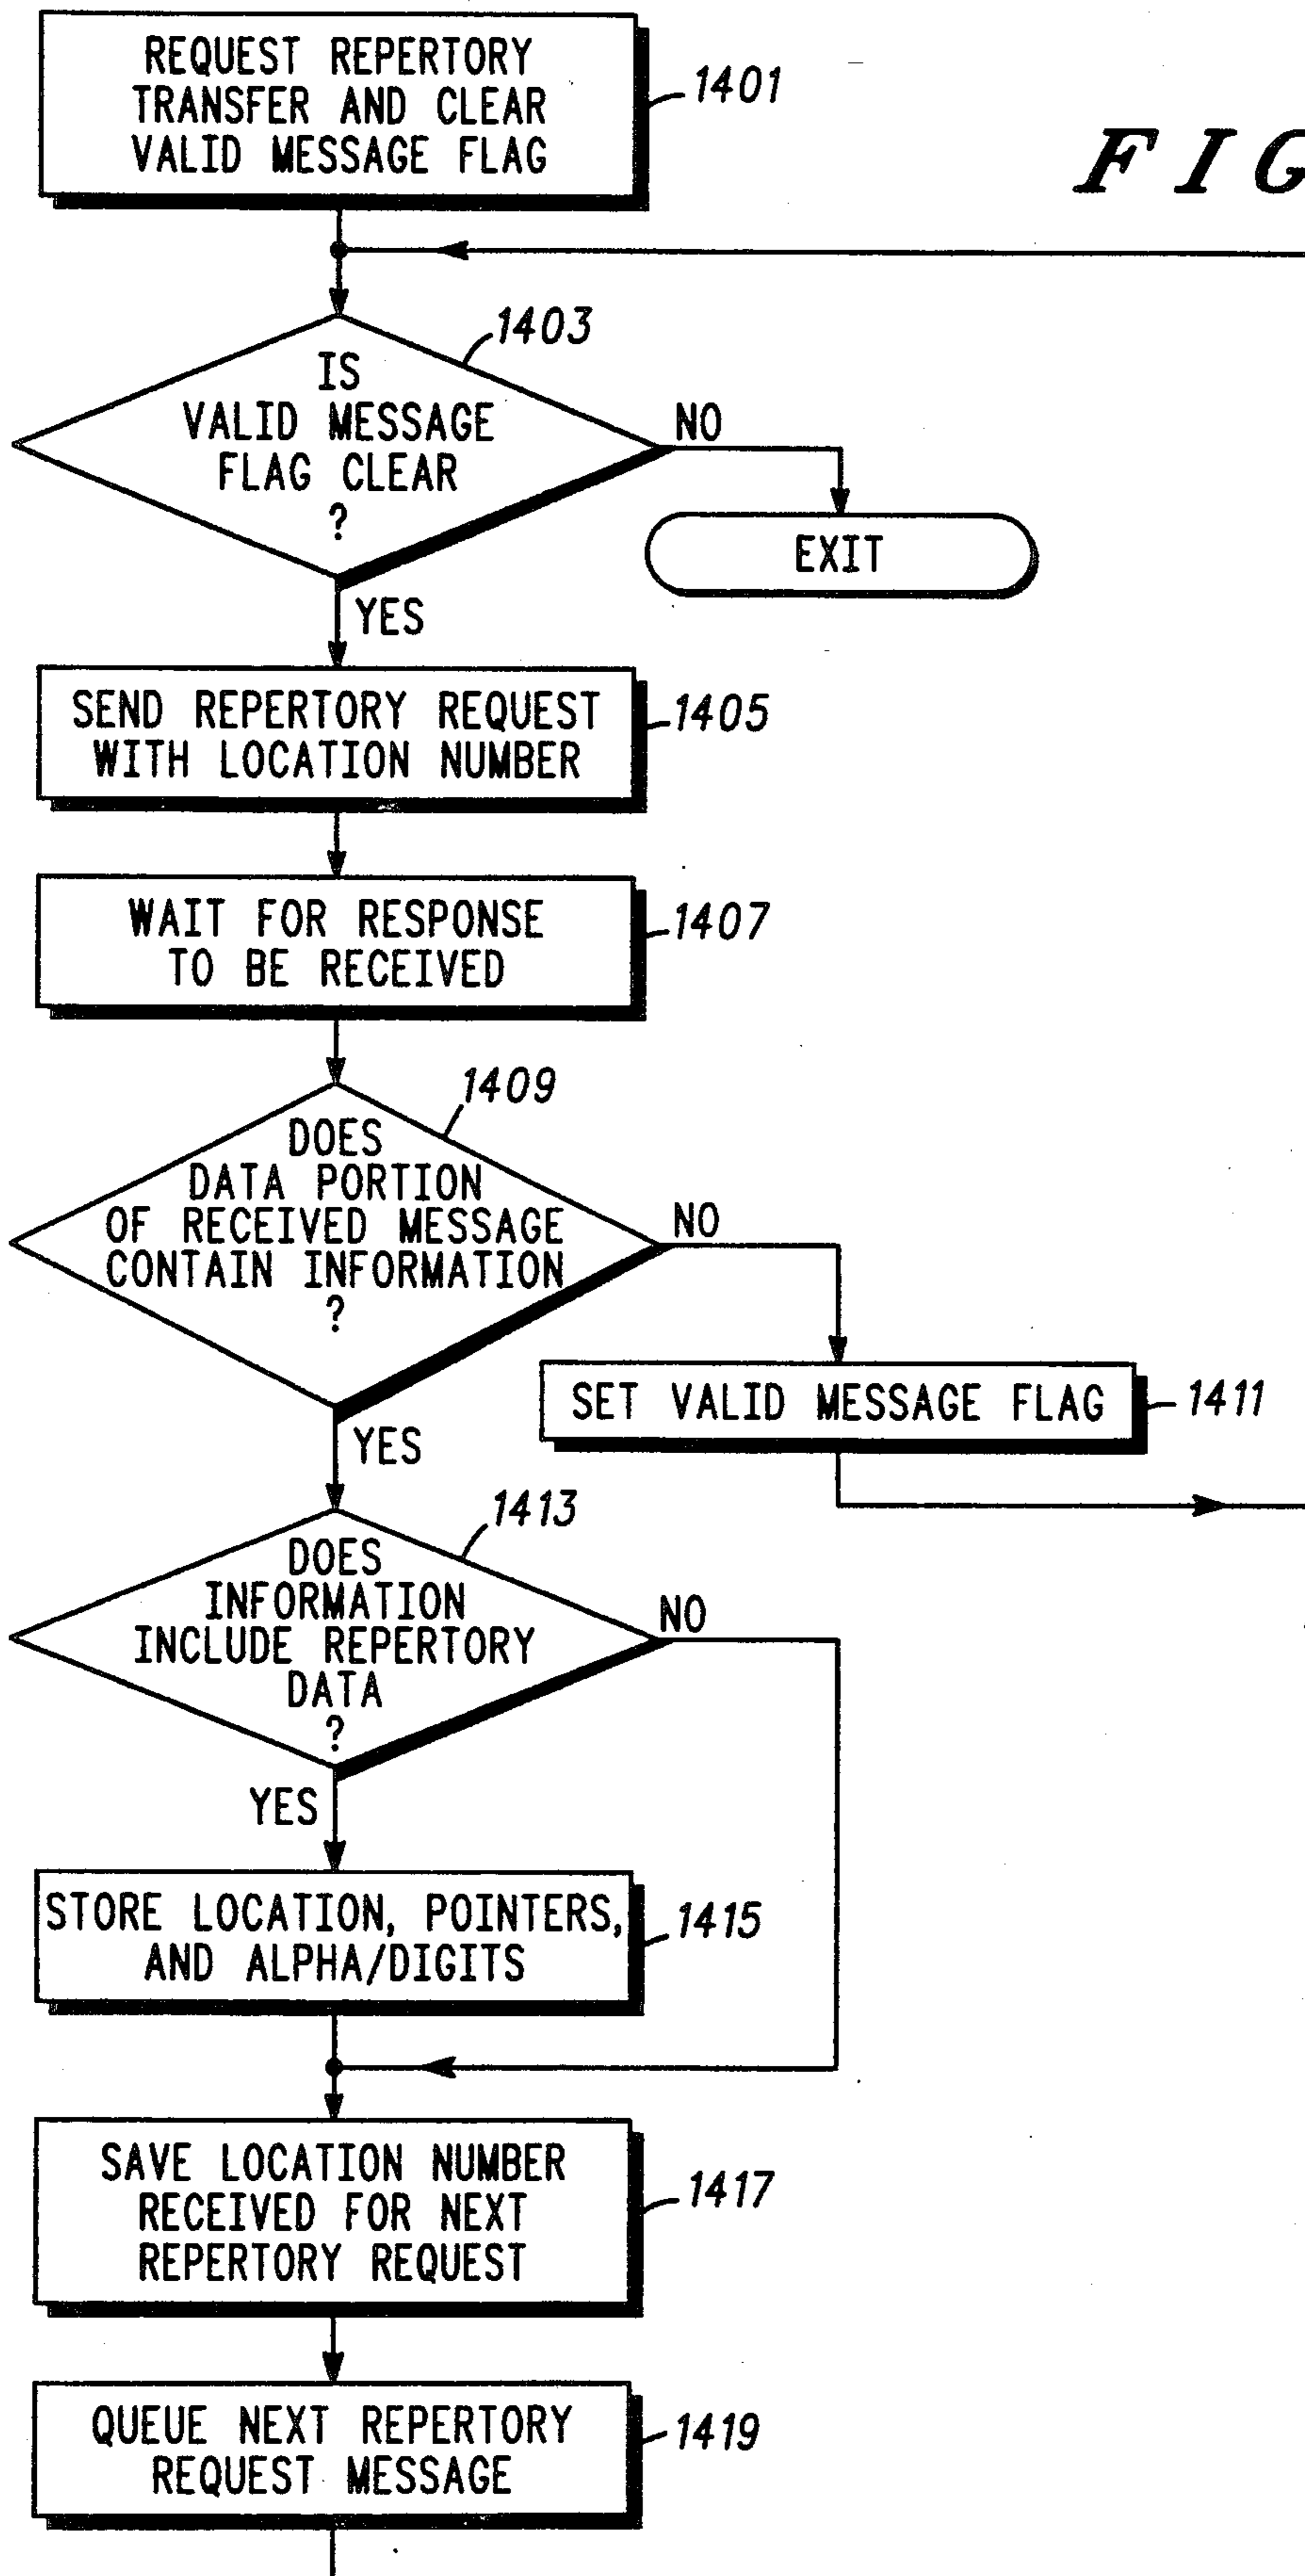 REQUEST REPERTORY
TRANSFER AND CLEAR
VALID MESSAGE FLAG
1401
FIG
1403
IS
VALID MESSAGE
FLAG CLEAR
?
NO
EXIT
YES
SEND REPERTORY REQUEST
WITH LOCATION NUMBER
1405
WAIT FOR RESPONSE
TO BE RECEIVED
1407
1409
DOES
DATA PORTION
OF RECEIVED MESSAGE
CONTAIN INFORMATION
?
NO
SET VALID MESSAGE FLAG
1411
YES
1413
DOES
INFORMATION
INCLUDE REPERTORY
DATA
?
NO
YES
STORE LOCATION, POINTERS,
AND ALPHA/DIGITS
1415
SAVE LOCATION NUMBER
RECEIVED FOR NEXT
REPERTORY REQUEST
1417
QUEUE NEXT REPERTORY
REQUEST MESSAGE
1419